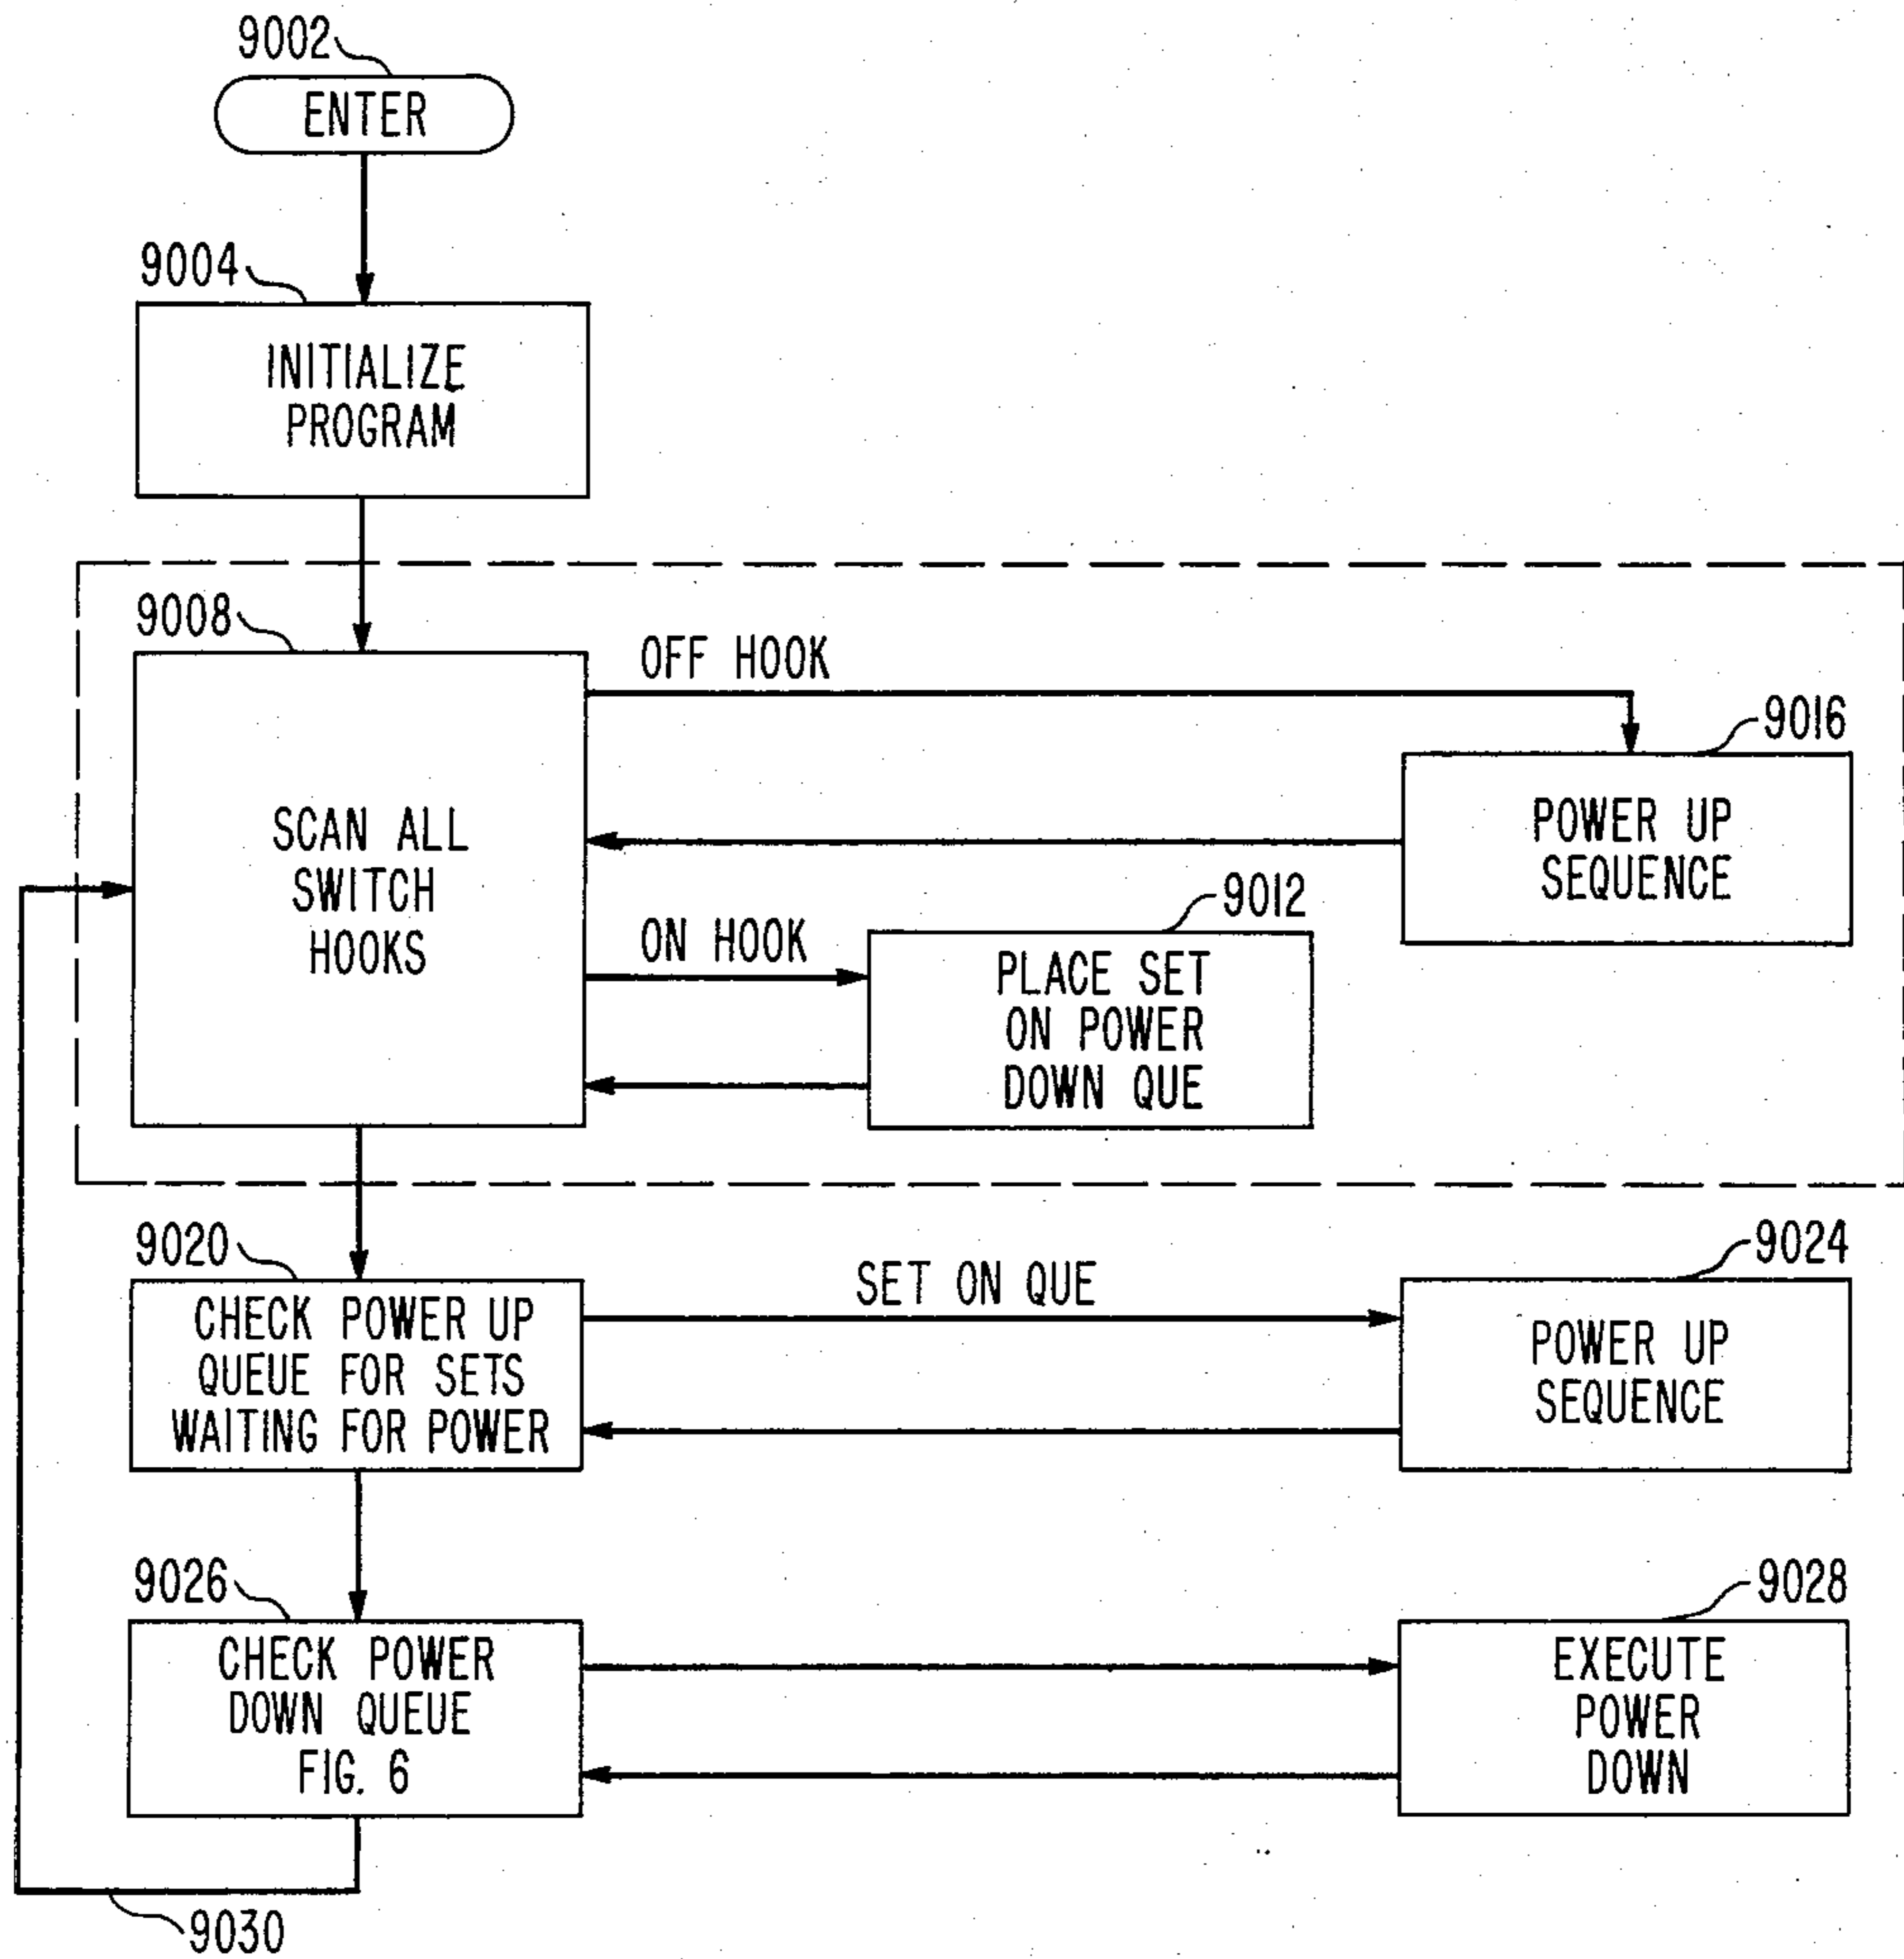 9002
ENTER
9004
INITIALIZE
PROGRAM
9008
OFF HOOK
9016
SCAN ALL
SWITCH
HOOKS
POWER UP
SEQUENCE
ON HOOK
9012
PLACE SET
ON POWER
DOWN QUE
9020
CHECK POWER UP
QUEUE FOR SETS
WAITING FOR POWER
SET ON QUE
9024
POWER UP
SEQUENCE
9026
CHECK POWER
DOWN QUEUE
FIG. 6
9028
EXECUTE
POWER
DOWN
9030